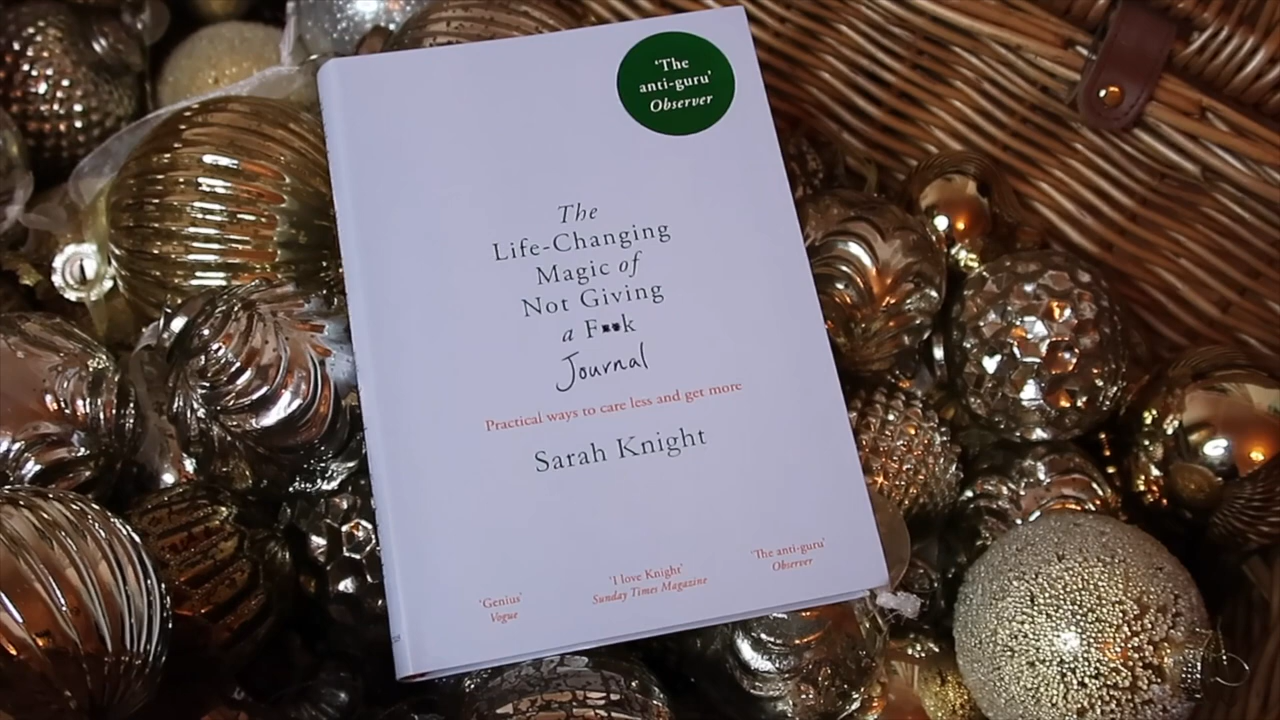 ‘The
anti-guru’
Observer
The
Life-Changing
Magic of
Not Giving
a F**k
Journal
Practical ways to care less and get more
Sarah Knight
‘Genius’
Vogue
‘I love Knight’
Sunday Times Magazine
‘The anti-guru’
Observer